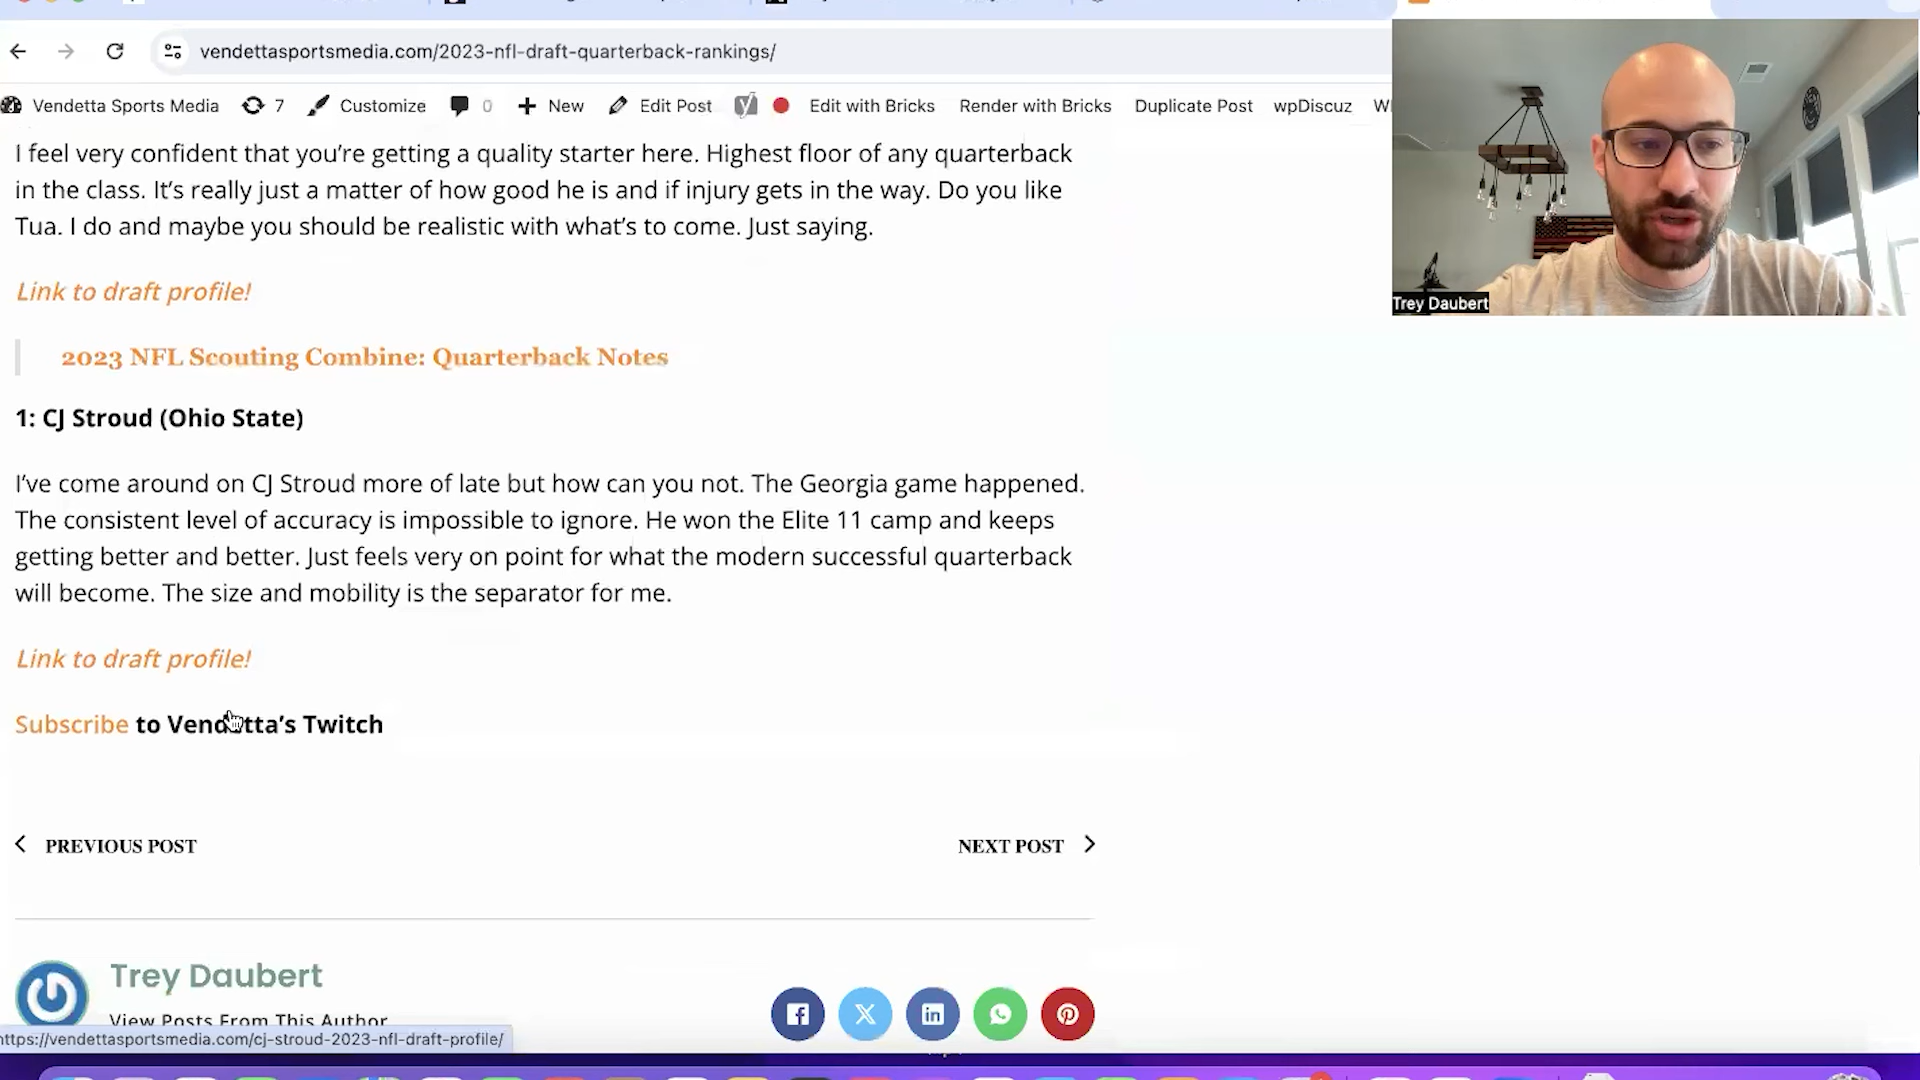 vendettasportsmedia.com/2023-nfl-draft-quarterback-rankings/
Vendetta Sports Media 7 Customize 0 New Edit Post Edit with Bricks Render with Bricks Duplicate Post wpDiscuz
I feel very confident that you're getting a quality starter here. Highest floor of any quarterback
in the class. It's really just a matter of how good he is and if injury gets in the way. Do you like
Tua. I do and maybe you should be realistic with what's to come. Just saying.
Trey Daubert
Link to draft profile!
2023 NFL Scouting Combine: Quarterback Notes
1: CJ Stroud (Ohio State)
I've come around on CJ Stroud more of late but how can you not. The Georgia game happened.
The consistent level of accuracy is impossible to ignore. He won the Elite 11 camp and keeps
getting better and better. Just feels very on point for what the modern successful quarterback
will become. The size and mobility is the separator for me.
Link to draft profile!
Subscribe to Vendetta's Twitch
PREVIOUS POST
NEXT POST
Trey Daubert
View Posts From This Author
https://vendettasportsmedia.com/cj-stroud-2023-nfl-draft-profile/